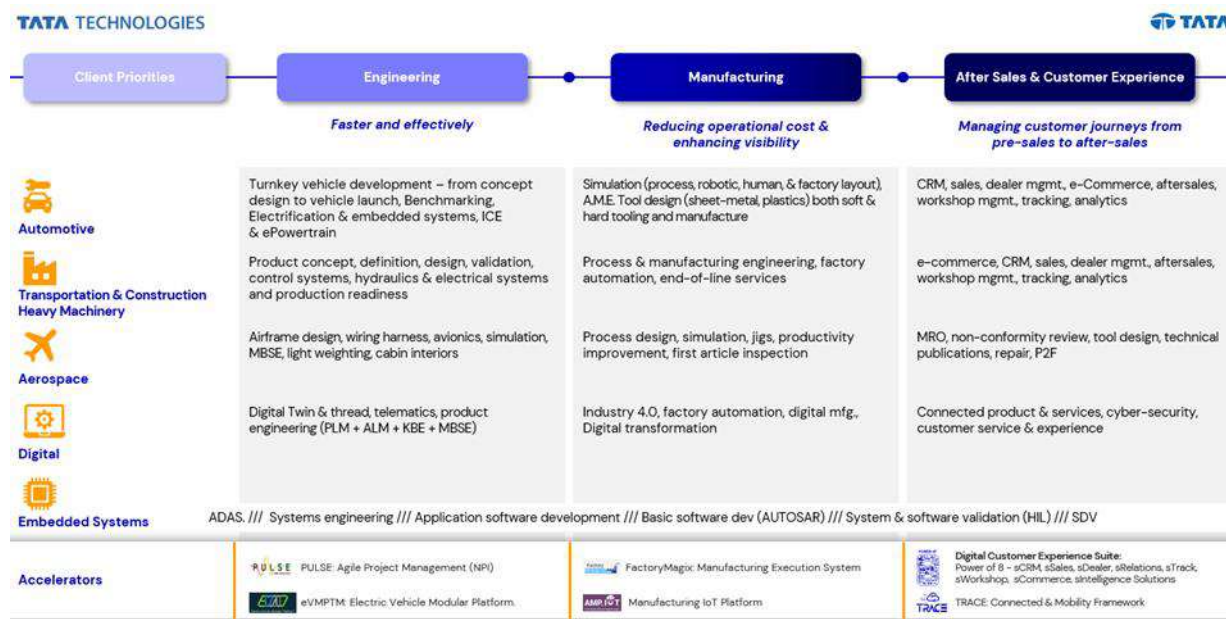 TATA TECHNOLOGIES
TATA
Client Priorities
Engineering
Manufacturing
After Sales & Customer Experience
Faster and effectively
Reducing operational cost &
enhancing visibility
Managing customer journeys from
pre-sales to after-sales
Automotive
Turnkey vehicle development – from concept
design to vehicle launch, Benchmarking,
Electrification & embedded systems, ICE
& ePowertrain
Simulation (process, robotic, human, & factory layout),
A.M.E. Tool design (sheet-metal, plastics) both soft &
hard tooling and manufacture
CRM, sales, dealer mgmt., e-Commerce, aftersales,
workshop mgmt., tracking, analytics
Transportation & Construction
Heavy Machinery
Product concept, definition, design, validation,
control systems, hydraulics & electrical systems
and production readiness
Process & manufacturing engineering, factory
automation, end-of-line services
e-commerce, CRM, sales, dealer mgmt., aftersales,
workshop mgmt., tracking, analytics
Aerospace
Airframe design, wiring harness, avionics, simulation,
MBSE, light weighting, cabin interiors
Process design, simulation, jigs, productivity
improvement, first article inspection
MRO, non-conformity review, tool design, technical
publications, repair, P2F
Digital
Digital Twin & thread, telematics, product
engineering (PLM + ALM + KBE + MBSE)
Industry 4.0, factory automation, digital mfg.,
Digital transformation
Connected product & services, cyber-security,
customer service & experience
Embedded Systems
ADAS. /// Systems engineering /// Application software development /// Basic software dev (AUTOSAR) /// System & software validation (HIL) /// SDV
Accelerators
PULSE
PULSE: Agile Project Management (NPI)
eVMPTM: Electric Vehicle Modular Platform.
FactoryMagix: Manufacturing Execution System
AMP.IOT
Manufacturing IoT Platform
Digital Customer Experience Suite:
Power of 8 – sCRM, sSales, sDealer, sRelations, sTrack,
sWorkshop, sCommerce, sIntelligence Solutions
TRACE
TRACE: Connected & Mobility Framework